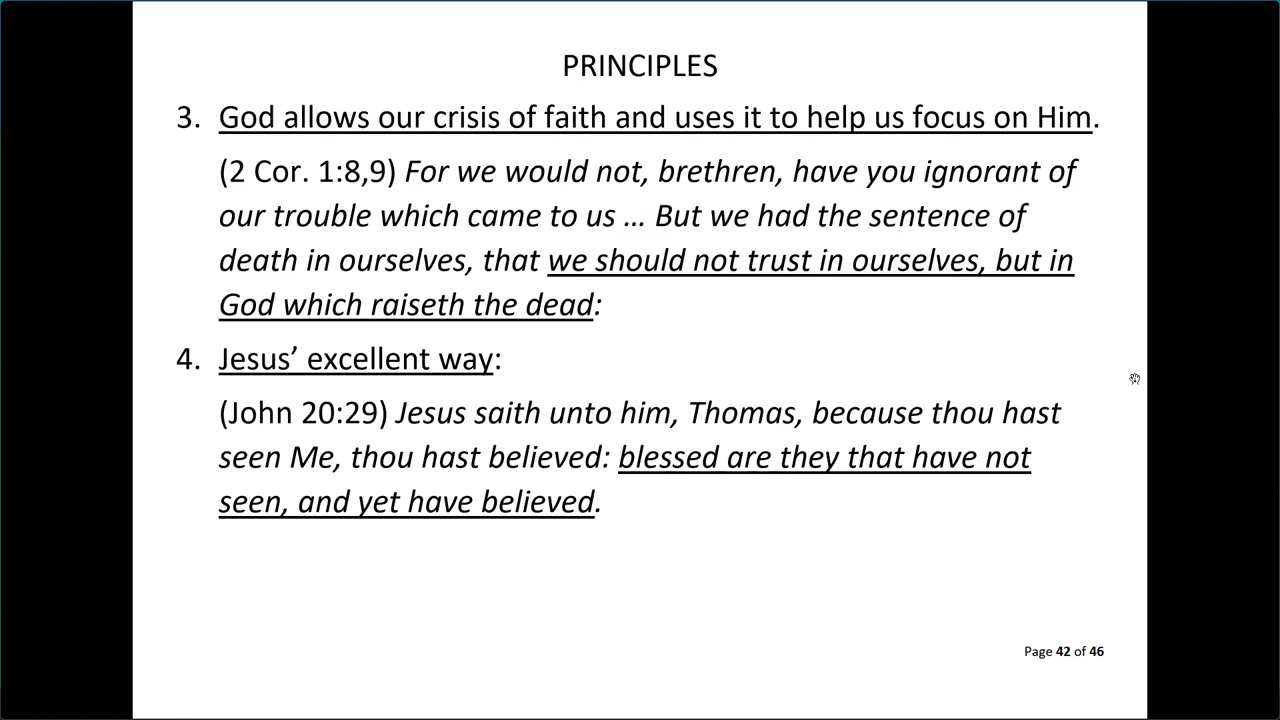 PRINCIPLES
3. God allows our crisis of faith and uses it to help us focus on Him.
(2 Cor. 1:8,9) For we would not, brethren, have you ignorant of
our trouble which came to us … But we had the sentence of
death in ourselves, that we should not trust in ourselves, but in
God which raiseth the dead:
4. Jesus’ excellent way:
(John 20:29) Jesus saith unto him, Thomas, because thou hast
seen Me, thou hast believed: blessed are they that have not
seen, and yet have believed.
Page 42 of 46